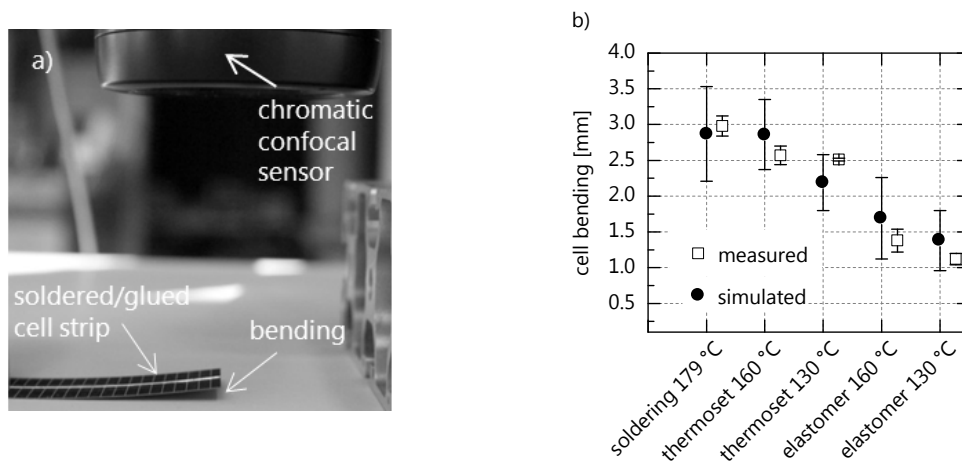 a)
chromatic
confocal
sensor
soldered/glued
cell strip
bending
b)
4.0
3.5
3.0
2.5
2.0
1.5
1.0
0.5
cell bending [mm]
measured
simulated
soldering 179 °C
thermoset 160 °C
thermoset 130 °C
elastomer 160 °C
elastomer 130 °C